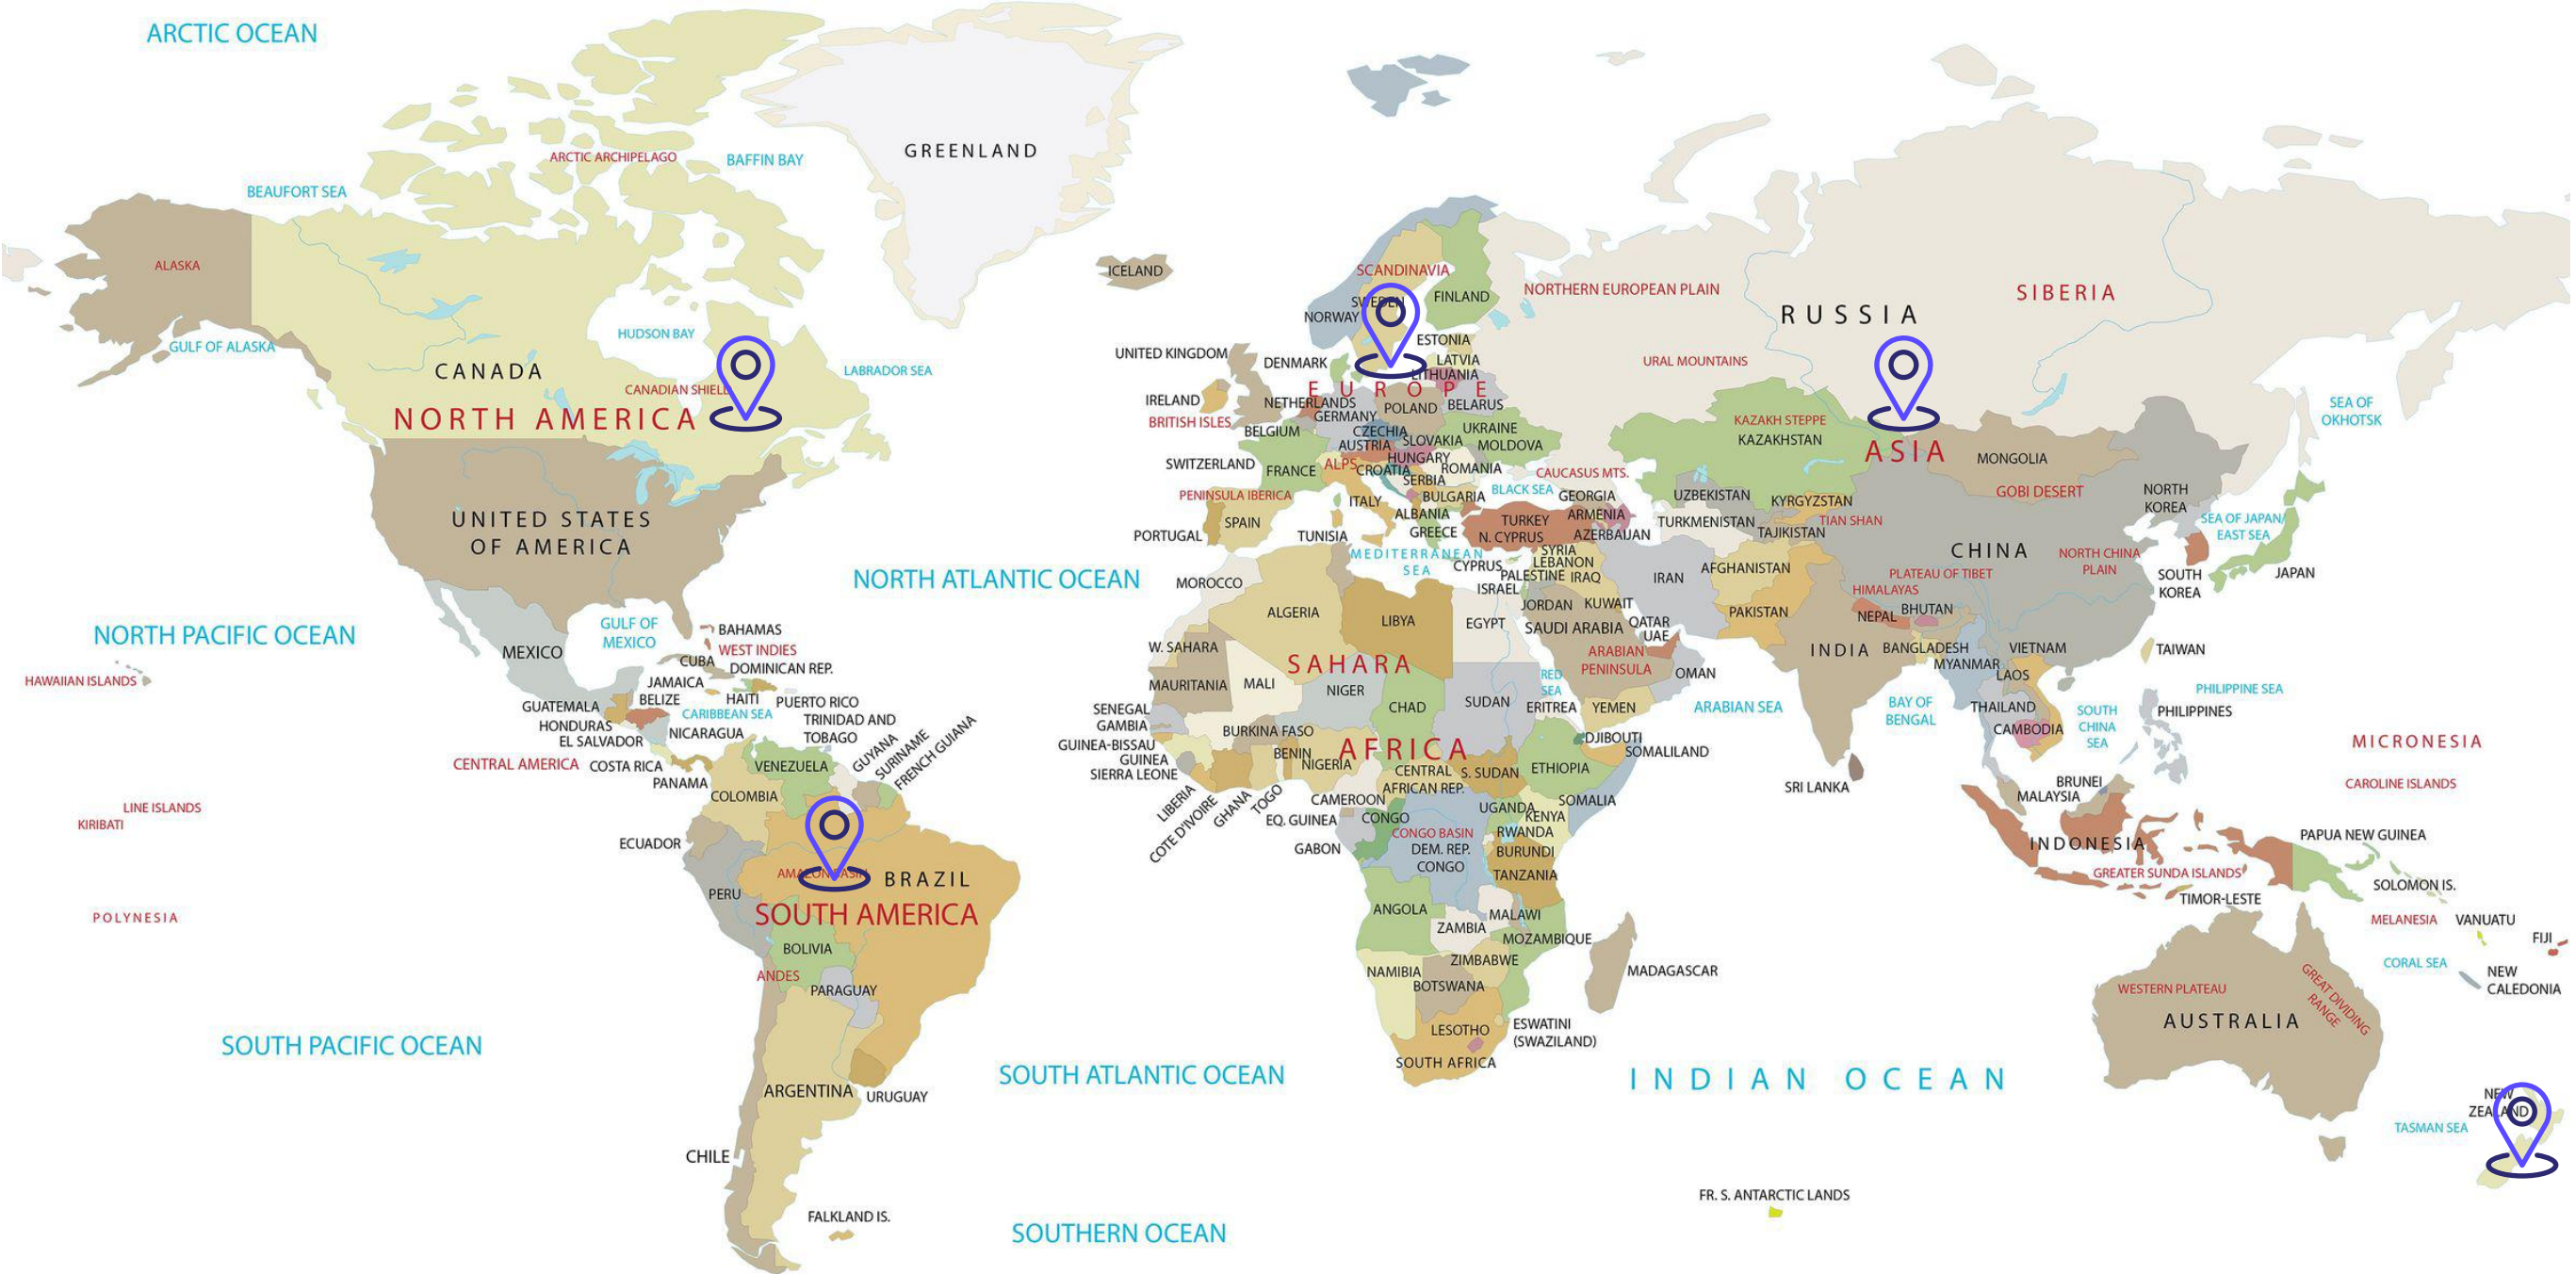 ARCTIC OCEAN
GREENLAND
ARCTIC ARCHIPELAGO
BAFFIN BAY
BEAUFORT SEA
ALASKA
GULF OF ALASKA
HUDSON BAY
CANADA
CANADIAN SHIELD
LABRADOR SEA
NORTH AMERICA
UNITED STATES
OF AMERICA
NORTH ATLANTIC OCEAN
NORTH PACIFIC OCEAN
HAWAIIAN ISLANDS
GULF OF
MEXICO
MEXICO
BAHAMAS
WEST INDIES
CUBA
DOMINICAN REP.
JAMAICA
BELIZE
HAITI
PUERTO RICO
GUATEMALA
CARIBBEAN SEA
TRINIDAD AND
TOBAGO
HONDURAS
NICARAGUA
EL SALVADOR
CENTRAL AMERICA
COSTA RICA
PANAMA
VENEZUELA
GUYANA
SURINAME
FRENCH GUIANA
COLOMBIA
LINE ISLANDS
KIRIBATI
ECUADOR
POLYNESIA
PERU
AMAZON BASIN
BRAZIL
SOUTH AMERICA
BOLIVIA
ANDES
PARAGUAY
SOUTH PACIFIC OCEAN
ARGENTINA
URUGUAY
CHILE
FALKLAND IS.
SOUTH ATLANTIC OCEAN
SOUTHERN OCEAN
ICELAND
SCANDINAVIA
SWEDEN
FINLAND
NORWAY
NORTHERN EUROPEAN PLAIN
RUSSIA
SIBERIA
ESTONIA
UNITED KINGDOM
DENMARK
LATVIA
LITHUANIA
URAL MOUNTAINS
EUROPE
IRELAND
NETHERLANDS
POLAND
BELARUS
BRITISH ISLES
GERMANY
BELGIUM
CZECHIA
UKRAINE
AUSTRIA
SLOVAKIA
MOLDOVA
SWITZERLAND
FRANCE
ALPS
HUNGARY
CROATIA
ROMANIA
SERBIA
CAUCASUS MTS.
PENINSULA IBERICA
ITALY
BULGARIA
BLACK SEA
GEORGIA
SPAIN
ALBANIA
ARMENIA
TURKEY
PORTUGAL
TUNISIA
GREECE
N. CYPRUS
AZERBAIJAN
MEDITERRANEAN
SEA
SYRIA
LEBANON
CYPRUS
PALESTINE
IRAQ
ISRAEL
MOROCCO
JORDAN
KUWAIT
ALGERIA
LIBYA
EGYPT
SAUDI ARABIA
QATAR
UAE
W. SAHARA
SAHARA
ARABIAN
PENINSULA
OMAN
MAURITANIA
MALI
NIGER
RED
SEA
CHAD
SUDAN
ERITREA
YEMEN
ARABIAN SEA
SENEGAL
GAMBIA
BURKINA FASO
GUINEA-BISSAU
GUINEA
SIERRA LEONE
BENIN
NIGERIA
AFRICA
DJIBOUTI
SOMALILAND
CENTRAL
AFRICAN REP.
S. SUDAN
ETHIOPIA
LIBERIA
COTE D'IVOIRE
GHANA
TOGO
CAMEROON
EQ. GUINEA
CONGO
UGANDA
KENYA
SOMALIA
CONGO BASIN
RWANDA
GABON
DEM. REP.
CONGO
BURUNDI
TANZANIA
ANGOLA
MALAWI
ZAMBIA
MOZAMBIQUE
ZIMBABWE
NAMIBIA
BOTSWANA
MADAGASCAR
LESOTHO
ESWATINI
(SWAZILAND)
SOUTH AFRICA
KAZAKH STEPPE
KAZAKHSTAN
ASIA
MONGOLIA
GOBI DESERT
UZBEKISTAN
KYRGYZSTAN
TURKMENISTAN
TIAN SHAN
TAJIKISTAN
NORTH
KOREA
SEA OF
OKHOTSK
SEA OF JAPAN/
EAST SEA
CHINA
NORTH CHINA
PLAIN
IRAN
AFGHANISTAN
PLATEAU OF TIBET
HIMALAYAS
SOUTH
KOREA
JAPAN
PAKISTAN
NEPAL
BHUTAN
INDIA
BANGLADESH
VIETNAM
TAIWAN
MYANMAR
LAOS
BAY OF
BENGAL
THAILAND
SOUTH
CHINA
SEA
PHILIPPINE SEA
PHILIPPINES
CAMBODIA
MICRONESIA
SRI LANKA
BRUNEI
MALAYSIA
CAROLINE ISLANDS
INDONESIA
PAPUA NEW GUINEA
GREATER SUNDA ISLANDS
TIMOR-LESTE
SOLOMON IS.
MELANESIA
VANUATU
FIJI
CORAL SEA
NEW
CALEDONIA
WESTERN PLATEAU
GREAT DIVIDING
RANGE
AUSTRALIA
INDIAN OCEAN
NEW
ZEALAND
TASMAN SEA
FR. S. ANTARCTIC LANDS